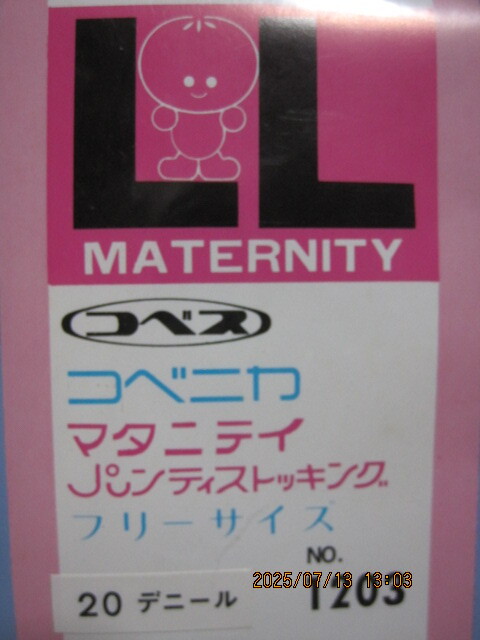 LL
MATERNITY
コベス
コベニカ
マタニテイ
パンティストッキング
フリーサイズ
NO.
20 デニール 1203
2025/07/13 13:03